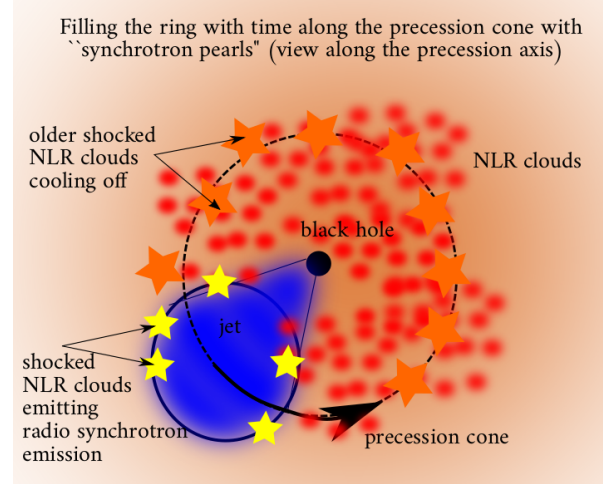 Filling the ring with time along the precession cone with
``synchrotron pearls" (view along the precession axis)
older shocked
NLR clouds
cooling off
NLR clouds
black hole
jet
shocked
NLR clouds
emitting
radio synchrotron
emission
precession cone